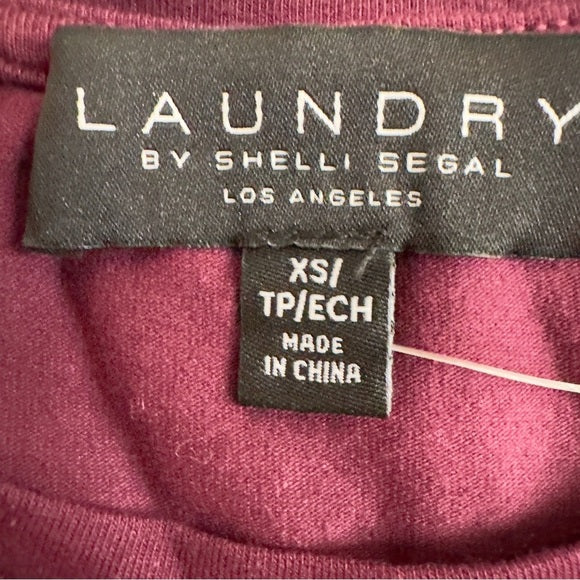 LAUNDRY
BY SHELLI SEGAL
LOS ANGELES
XS/
TP/ECH
MADE
IN CHINA